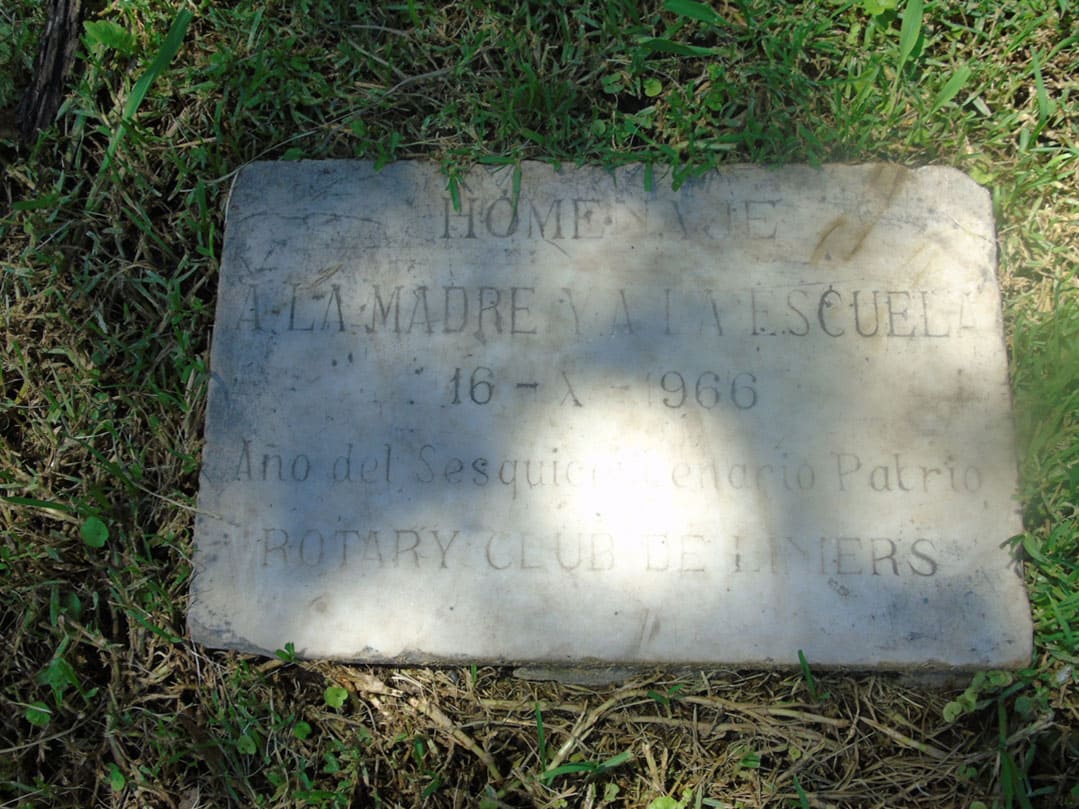 HOMENAJE
A LA MADRE Y A LA ESCUELA
16 - X - 1966
Año del Sesquicentenario Patrio
ROTARY CLUB DE LINIERS